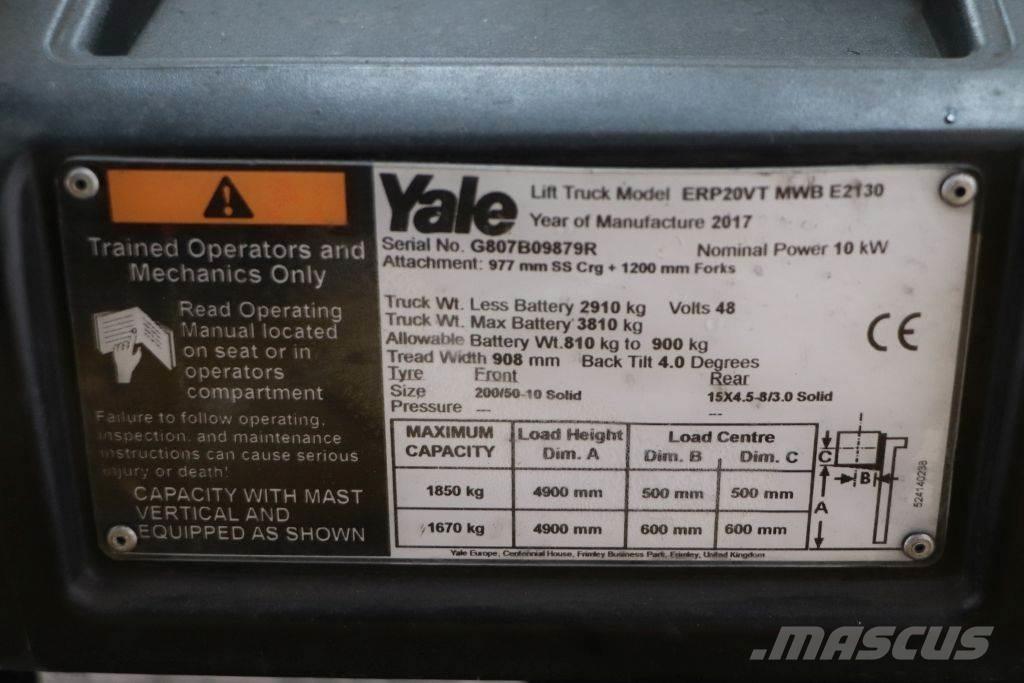 Trained Operators and
Mechanics Only
Read Operating
Manual located
on seat or in
operators
compartment
Failure to follow operating,
inspection, and maintenance
instructions can cause serious
injury or death!
CAPACITY WITH MAST
VERTICAL AND
EQUIPPED AS SHOWN
Yale
Lift Truck Model ERP20VT MWB E2130
Year of Manufacture 2017
Serial No. G807B09879R Nominal Power 10 kW
Attachment: 977 mm SS Crg + 1200 mm Forks
Truck Wt. Less Battery 2910 kg Volts 48
Truck Wt. Max Battery 3810 kg
Allowable Battery Wt. 810 kg to 900 kg
Tread Width 908 mm Back Tilt 4.0 Degrees
Tyre Front Rear
Size 200/50-10 Solid 15X4.5-8/3.0 Solid
Pressure --- ---
CE
MAXIMUM CAPACITY Load Height Dim. A Load Centre Dim. B Dim. C
1850 kg 4900 mm 500 mm 500 mm
1670 kg 4900 mm 600 mm 600 mm
C
B
A
524140238
Yale Europe, Centennial House, Frimley Business Park, Frimley, United Kingdom
MASCUS